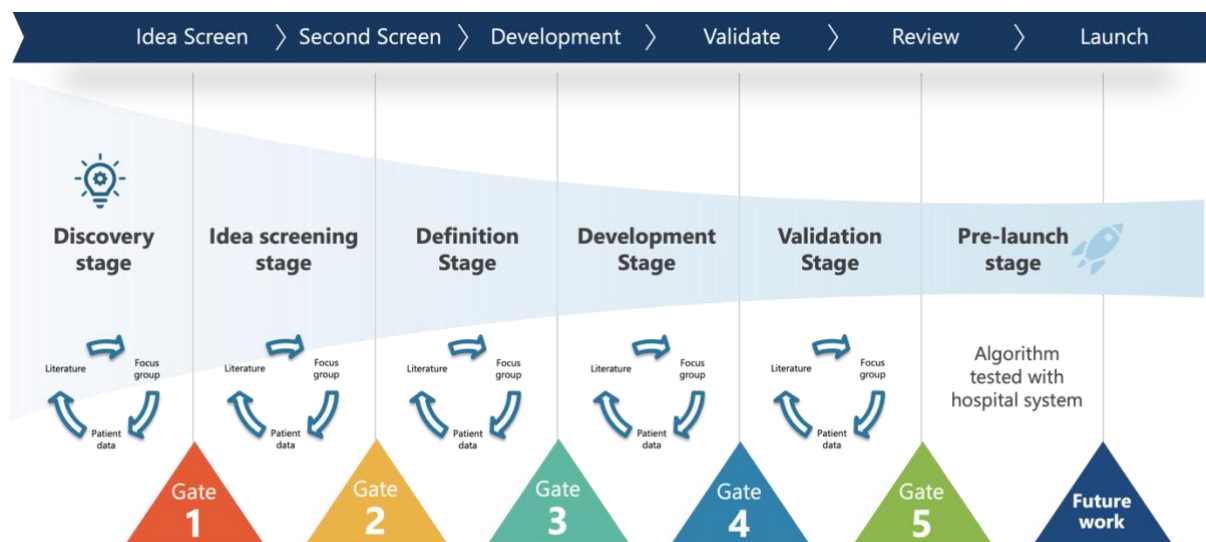 Idea Screen
Second Screen
Development
Validate
Review
Launch
Discovery
stage
Idea screening
stage
Definition
Stage
Development
Stage
Validation
Stage
Pre-launch
stage
Literature
Focus
group
Patient
data
Literature
Focus
group
Patient
data
Literature
Focus
group
Patient
data
Literature
Focus
group
Patient
data
Literature
Focus
group
Patient
data
Algorithm
tested with
hospital system
Gate
1
Gate
2
Gate
3
Gate
4
Gate
5
Future
work